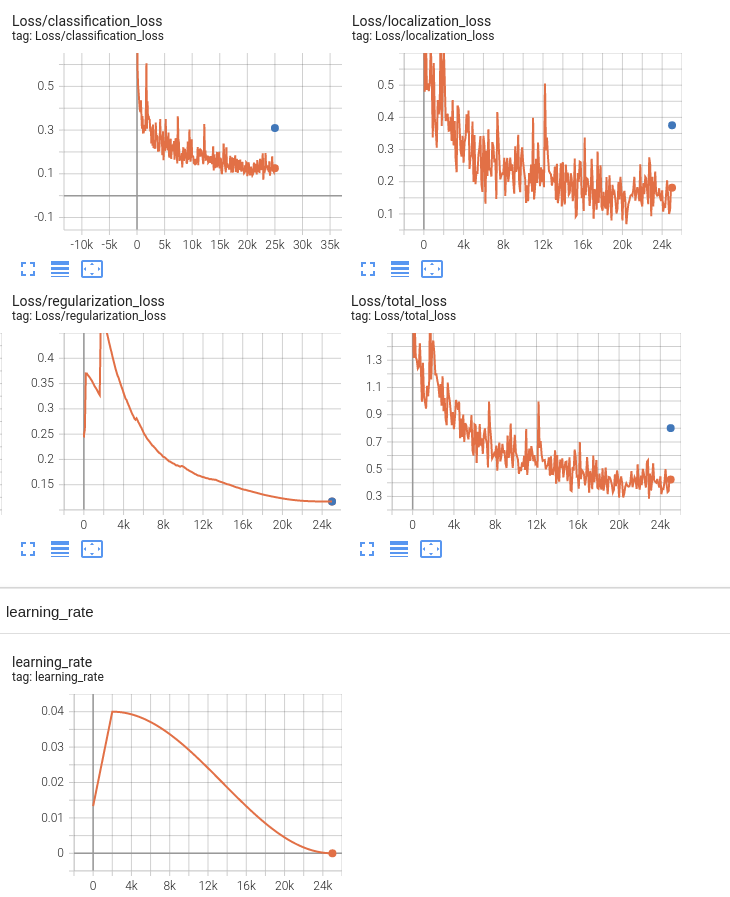 Loss/classification_loss
tag: Loss/classification_loss
0.5
0.3
0.1
-0.1
-10k -5k 0 5k 10k 15k 20k 25k 30k 35k
Loss/localization_loss
tag: Loss/localization_loss
0.5
0.4
0.3
0.2
0.1
0 4k 8k 12k 16k 20k 24k
Loss/regularization_loss
tag: Loss/regularization_loss
0.4
0.35
0.3
0.25
0.2
0.15
0 4k 8k 12k 16k 20k 24k
Loss/total_loss
tag: Loss/total_loss
1.3
1.1
0.9
0.7
0.5
0.3
0 4k 8k 12k 16k 20k 24k
learning_rate
learning_rate
tag: learning_rate
0.04
0.03
0.02
0.01
0
0 4k 8k 12k 16k 20k 24k